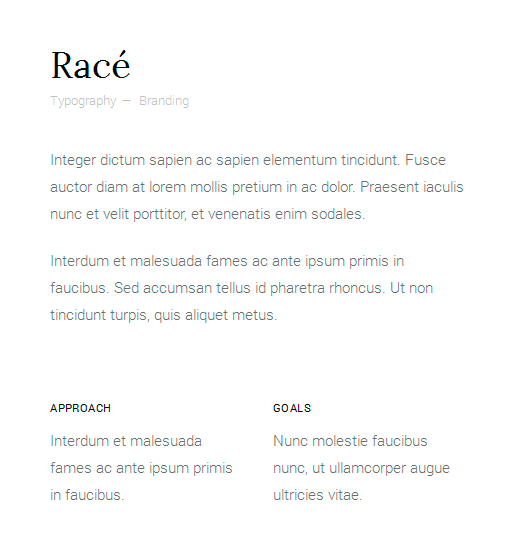 Racé
Typography — Branding
Integer dictum sapien ac sapien elementum tincidunt. Fusce
auctor diam at lorem mollis pretium in ac dolor. Praesent iaculis
nunc et velit porttitor, et venenatis enim sodales.
Interdum et malesuada fames ac ante ipsum primis in
faucibus. Sed accumsan tellus id pharetra rhoncus. Ut non
tincidunt turpis, quis aliquet metus.
APPROACH
Interdum et malesuada
fames ac ante ipsum primis
in faucibus.
GOALS
Nunc molestie faucibus
nunc, ut ullamcorper augue
ultricies vitae.